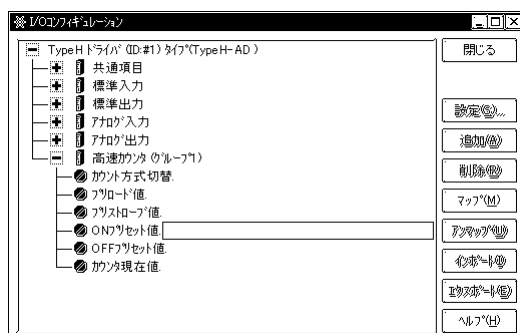 I/Oｺﾝﾌｨｷﾞｭﾚｰｼｮﾝ
TypeH ﾄﾞﾗｲﾊﾞ (ID:#1) ﾀｲﾌﾟ(TypeH-AD )
共通項目
標準入力
標準出力
ｱﾅﾛｸﾞ入力
ｱﾅﾛｸﾞ出力
高速ｶｳﾝﾀ (ｸﾞﾙｰﾌﾟ1)
ｶｳﾝﾄ方式切替.
ﾌﾟﾘﾛｰﾄﾞ値.
ﾌﾟﾘｽﾄﾛｰﾌﾞ値.
ONﾌﾟﾘｾｯﾄ値.
OFFﾌﾟﾘｾｯﾄ値.
ｶｳﾝﾀ現在値.
閉じる
設定(S)...
追加(A)
削除(R)
ﾏｯﾌﾟ(M)
ｱﾝﾏｯﾌﾟ(U)
ｲﾝﾎﾟｰﾄ(I)
ｴｸｽﾎﾟｰﾄ(E)
ﾍﾙﾌﾟ(H)